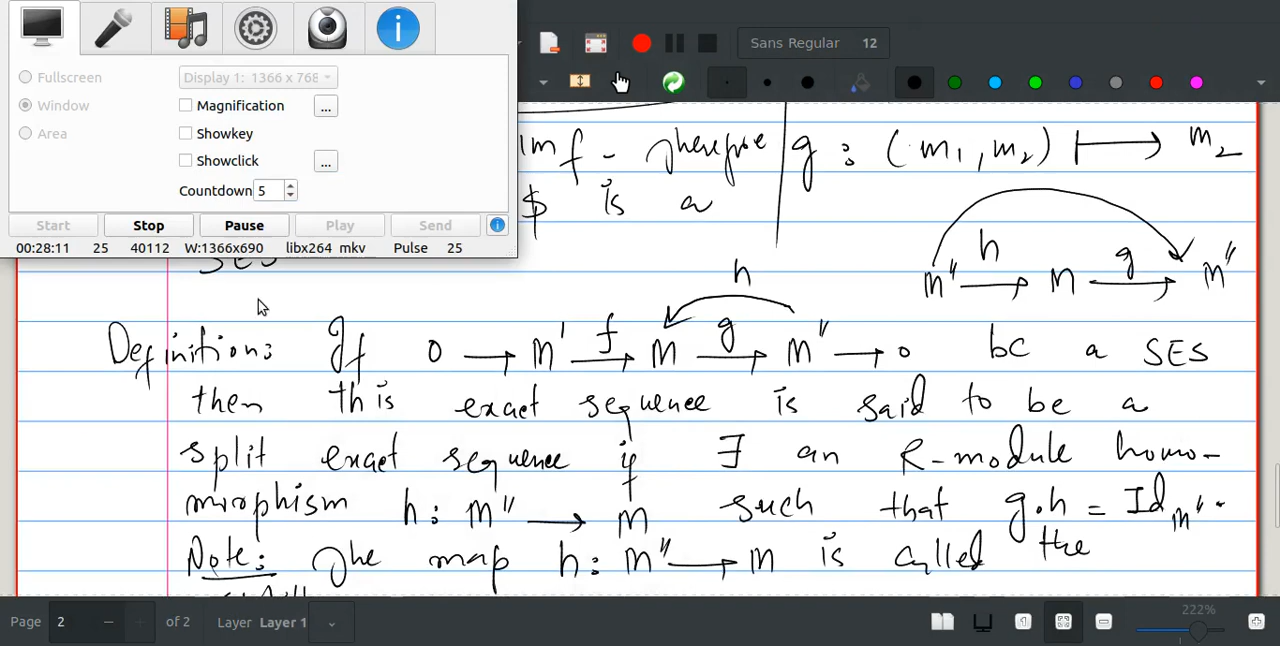 Sans Regular 12
Fullscreen
Display 1: 1366 x 768
Window
Magnification
...
Area
Showkey
Showclick
...
Countdown 5
Start Stop Pause Play Send
00:28:11 25 40112 W:1366x690 libx264 mkv Pulse 25
Im f - Therefore g : (m1, m2) ⟼ m2
$ is a
SES
M" h→ M g→ M"
h
Definition: If 0 → M' f→ M g→ M" → 0 be a SES
then this exact sequence is said to be a
split exact sequence if ∃ an R-module homo-
morphism h: M" → M such that g∘h = Id M".
Note: The map h: M" → M is called the
Page 2 of 2 Layer Layer 1
222%